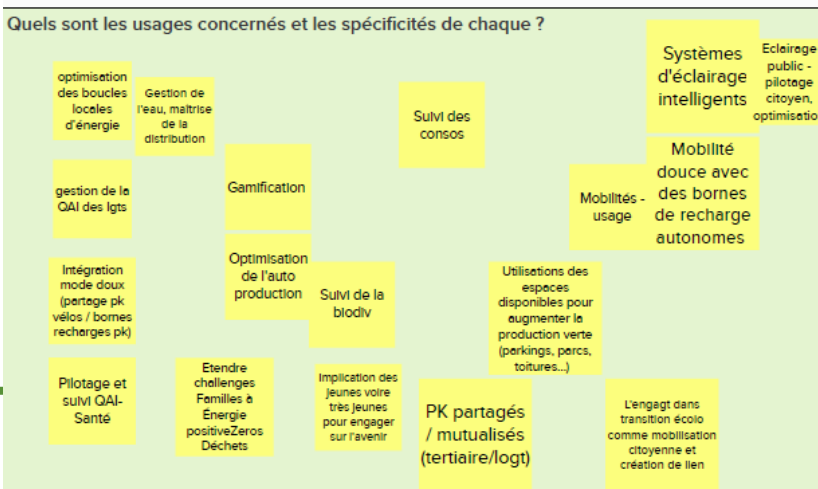 Quels sont les usages concernés et les spécificités de chaque ?
optimisation
des boucles
locales
d'énergie
Gestion de
l'eau, maîtrise
de la
distribution
Suivi des
consos
Systèmes
d'éclairage
intelligents
Eclairage
public -
pilotage
citoyen,
optimisatio
gestion de la
QAI des lgts
Gamification
Mobilités -
usage
Mobilité
douce avec
des bornes
de recharge
autonomes
Intégration
mode doux
(partage pk
vélos / bornes
recharges pk)
Optimisation
de l'auto
production
Suivi de la
biodiv
Utilisations des
espaces
disponibles pour
augmenter la
production verte
(parkings, parcs,
toitures...)
Pilotage et
suivi QAI-
Santé
Etendre
challenges
Familles à
Énergie
positiveZeros
Déchets
Implication des
jeunes voire
très jeunes
pour engager
sur l'avenir
PK partagés
/ mutualisés
(tertiaire/logt)
L'engagt dans
transition écolo
comme mobilisation
citoyenne et
création de lien